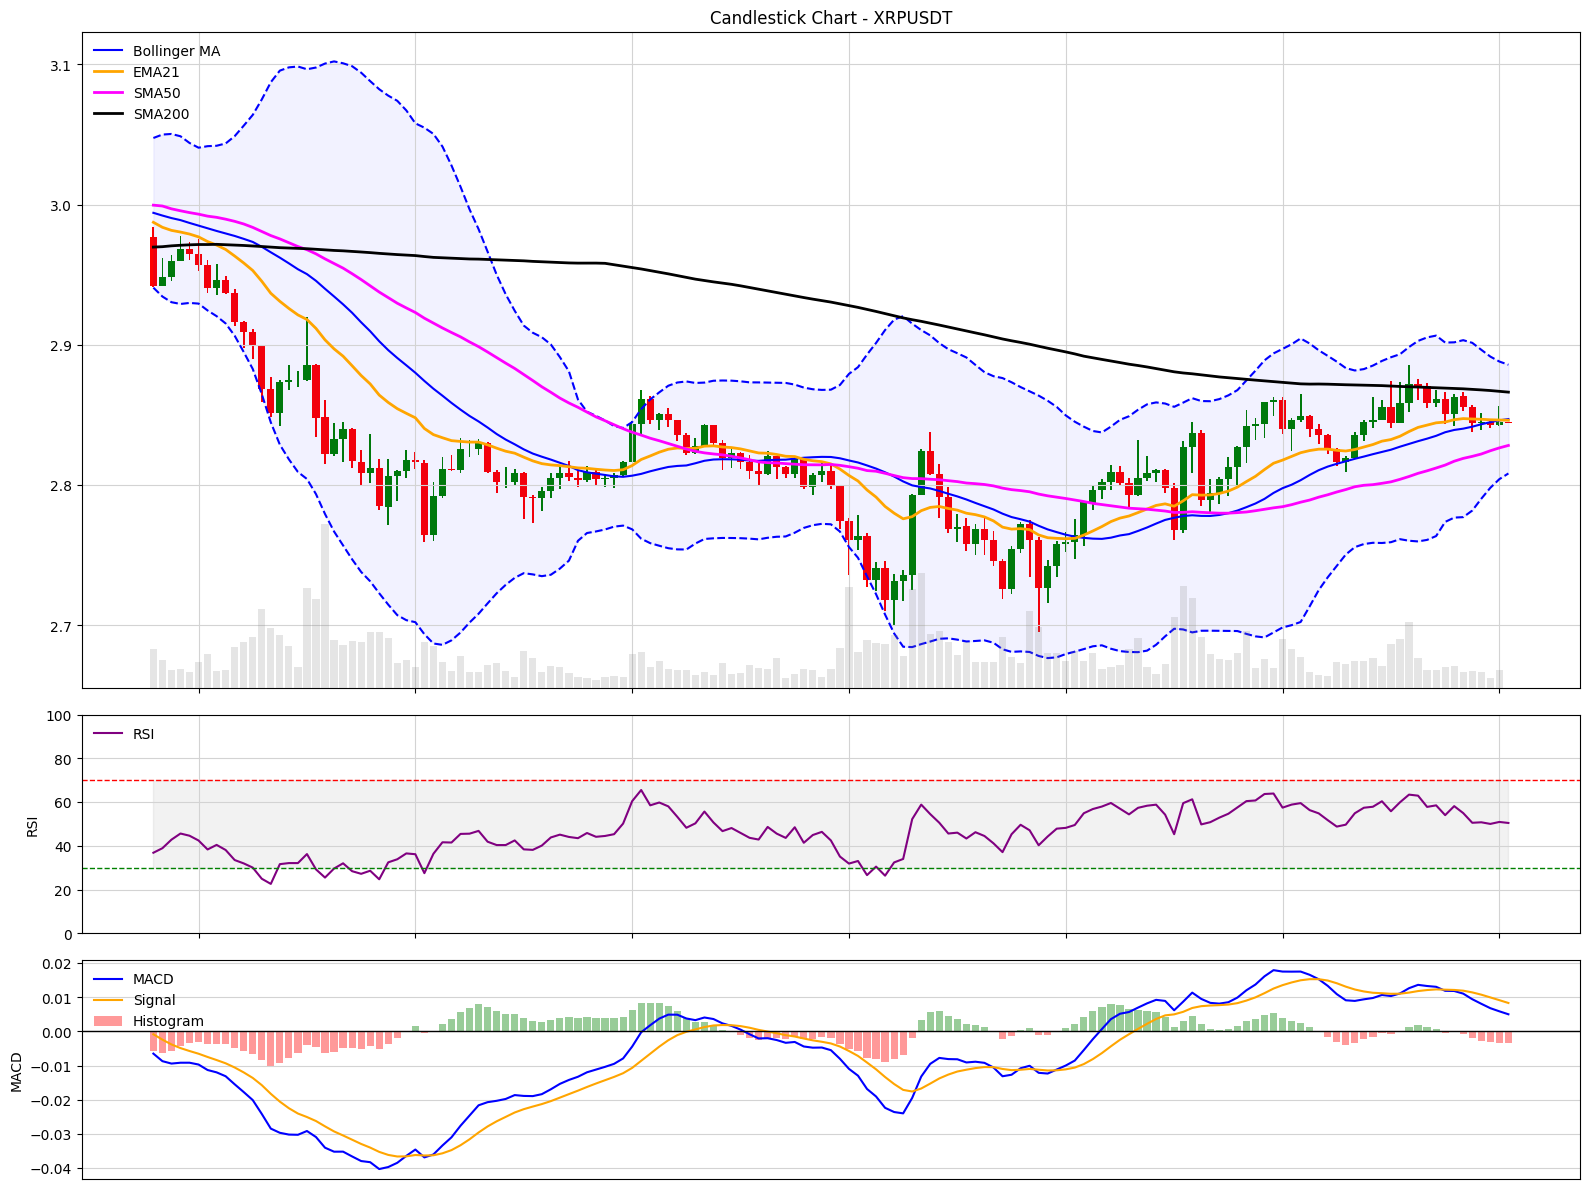 Candlestick Chart - XRPUSDT
Bollinger MA
EMA21
SMA50
SMA200
3.1
3.0
2.9
2.8
2.7
RSI
100
80
60
40
20
0
RSI
MACD
Signal
Histogram
0.02
0.01
0.00
−0.01
−0.02
−0.03
−0.04
MACD